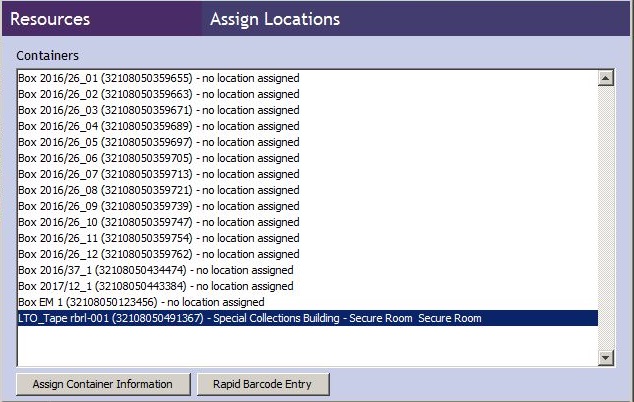 Resources
Assign Locations
Containers
Box 2016/26_01 (32108050359655) - no location assigned
Box 2016/26_02 (32108050359663) - no location assigned
Box 2016/26_03 (32108050359671) - no location assigned
Box 2016/26_04 (32108050359689) - no location assigned
Box 2016/26_05 (32108050359697) - no location assigned
Box 2016/26_06 (32108050359705) - no location assigned
Box 2016/26_07 (32108050359713) - no location assigned
Box 2016/26_08 (32108050359721) - no location assigned
Box 2016/26_09 (32108050359739) - no location assigned
Box 2016/26_10 (32108050359747) - no location assigned
Box 2016/26_11 (32108050359754) - no location assigned
Box 2016/26_12 (32108050359762) - no location assigned
Box 2016/37_1 (32108050434474) - no location assigned
Box 2017/12_1 (32108050443384) - no location assigned
Box EM 1 (32108050123456) - no location assigned
LTO_Tape rbrl-001 (32108050491367) - Special Collections Building - Secure Room  Secure Room
Assign Container Information
Rapid Barcode Entry